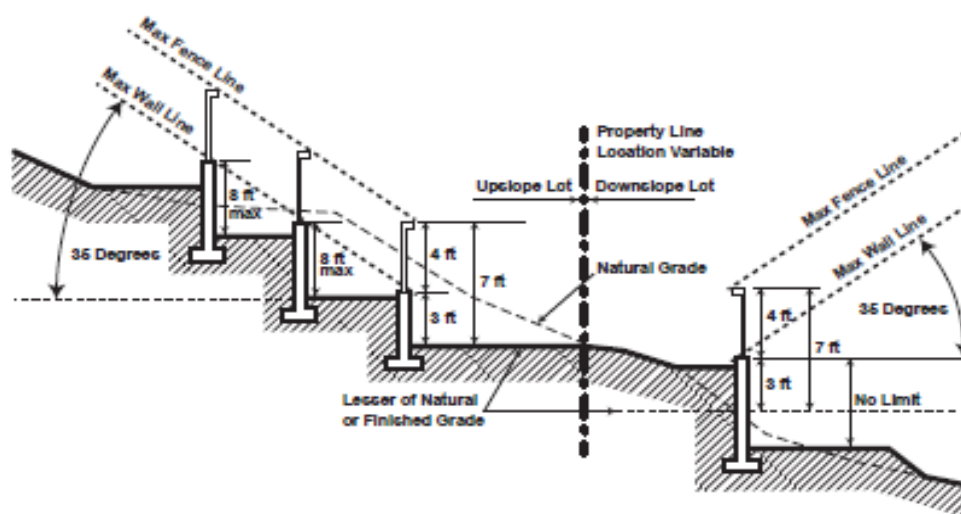 Max Fence Line
Max Wall Line
Property Line
Location Variable
Upslope Lot
Downslope Lot
Max Fence Line
Max Wall Line
8 ft
max
8 ft
max
35 Degrees
4 ft
7 ft
3 ft
Natural Grade
4 ft.
7 ft
3 ft
35 Degrees
No Limit
Lesser of Natural
or Finished Grade